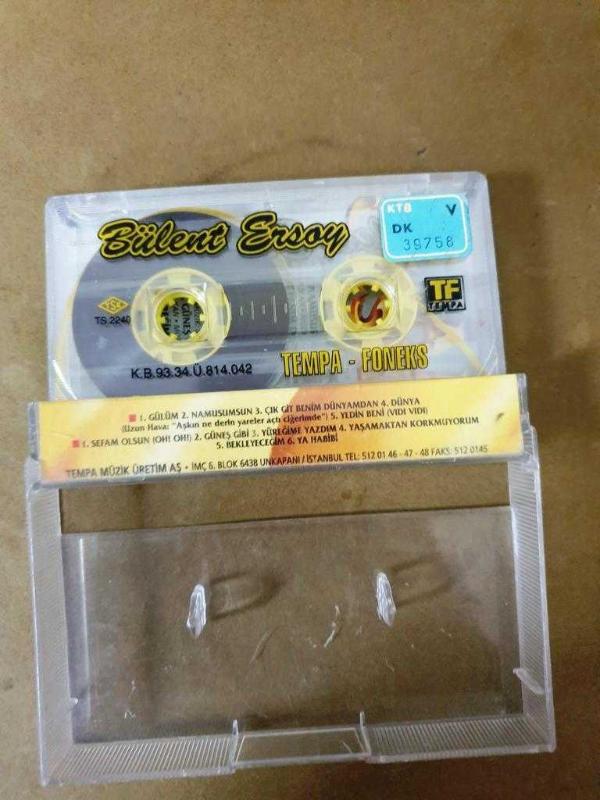 Bülent Ersoy
KTB V
DK
39758
TF
TEMPA
TSE
TS.2240
K.B.93.34.Ü.814.042
TEMPA - FONEKS
1. GÜLÜM 2. NAMUSUMSUN 3. ÇIK GİT BENİM DÜNYAMDAN 4. DÜNYA
(Uzun Hava: "Aşkın ne derin yareler açtı ciğerimde") 5. YEDİN BENİ (VIDI VIDI)
1. SEFAM OLSUN (OH! OH!) 2. GÜNEŞ GİBİ 3. YÜREĞİME YAZDIM 4. YAŞAMAKTAN KORKMUYORUM
5. BEKLEYECEĞİM 6. YA HABİBİ
TEMPA MÜZİK ÜRETİM AŞ • İMÇ 6. BLOK 6438 UNKAPANI / İSTANBUL TEL: 512 01 46 - 47 - 48 FAKS: 512 0145